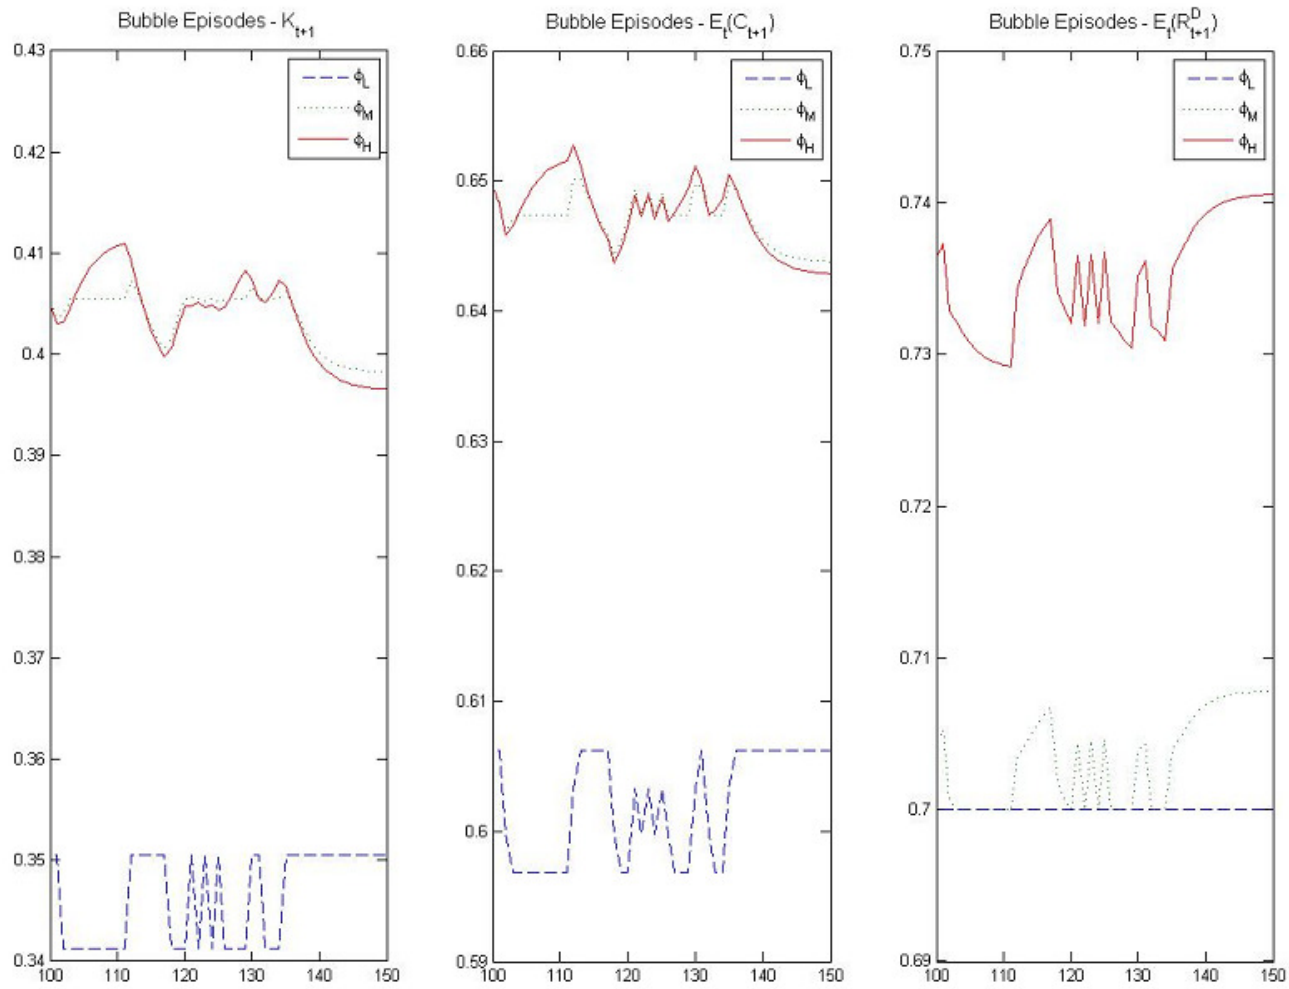 Bubble Episodes - K_{t+1}
0.43
0.42
0.41
0.4
0.39
0.38
0.37
0.36
0.35
0.34
100 110 120 130 140 150
ϕ_L
ϕ_M
ϕ_H
Bubble Episodes - E_t(C_{t+1})
0.66
0.65
0.64
0.63
0.62
0.61
0.6
0.59
100 110 120 130 140 150
ϕ_L
ϕ_M
ϕ_H
Bubble Episodes - E_t(R^D_{t+1})
0.75
0.74
0.73
0.72
0.71
0.7
0.69
100 110 120 130 140 150
ϕ_L
ϕ_M
ϕ_H